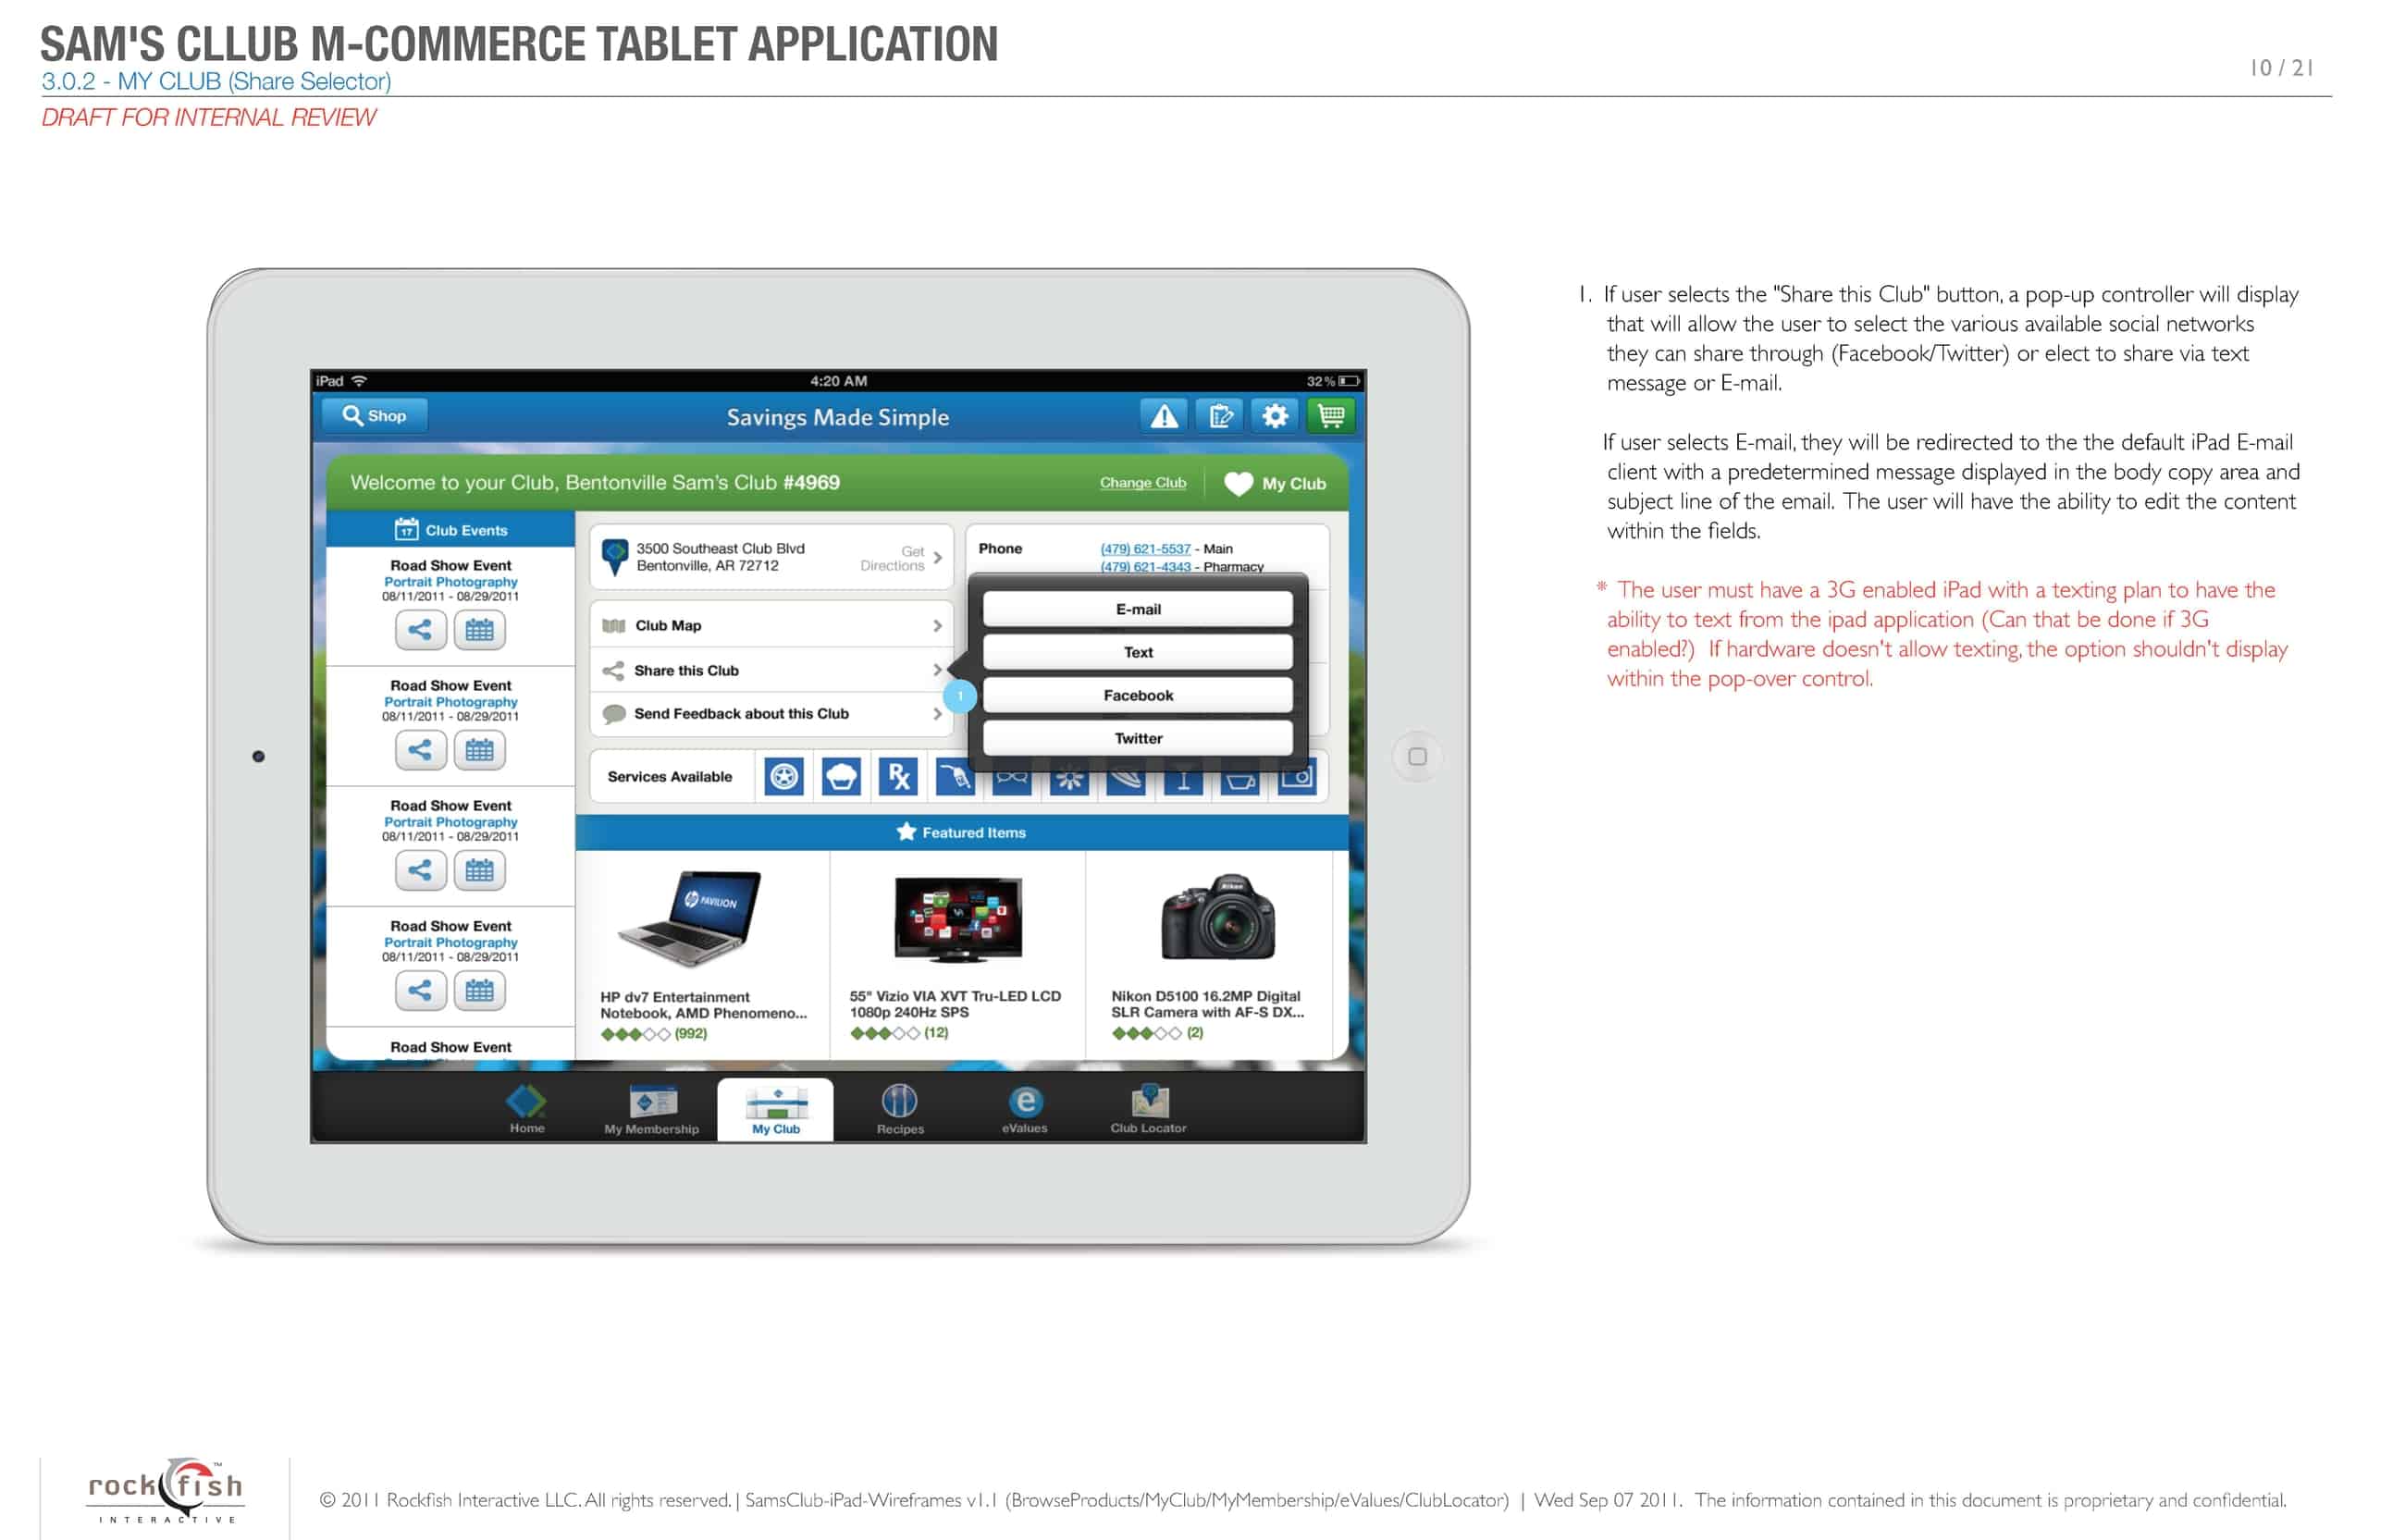 SAM'S CLLUB M-COMMERCE TABLET APPLICATION
3.0.2 - MY CLUB (Share Selector)
10 / 21
DRAFT FOR INTERNAL REVIEW
iPad
4:20 AM
32%
Shop
Savings Made Simple
Welcome to your Club, Bentonville Sam's Club #4969
Change Club
My Club
17 Club Events
Road Show Event
Portrait Photography
08/11/2011 - 08/29/2011
Road Show Event
Portrait Photography
08/11/2011 - 08/29/2011
Road Show Event
Portrait Photography
08/11/2011 - 08/29/2011
Road Show Event
Portrait Photography
08/11/2011 - 08/29/2011
Road Show Event
3500 Southeast Club Blvd
Bentonville, AR 72712
Get
Directions
Phone
(479) 621-5537 - Main
(479) 621-4343 - Pharmacy
Club Map
Share this Club
Send Feedback about this Club
1
E-mail
Text
Facebook
Twitter
Services Available
Rx
Featured Items
hp PAVILION
Nikon
HP dv7 Entertainment
Notebook, AMD Phenomeno...
(992)
55" Vizio VIA XVT Tru-LED LCD
1080p 240Hz SPS
(12)
Nikon D5100 16.2MP Digital
SLR Camera with AF-S DX...
(2)
Home
My Membership
My Club
Recipes
e
eValues
Club Locator
1. If user selects the "Share this Club" button, a pop-up controller will display
that will allow the user to select the various available social networks
they can share through (Facebook/Twitter) or elect to share via text
message or E-mail.
If user selects E-mail, they will be redirected to the the default iPad E-mail
client with a predetermined message displayed in the body copy area and
subject line of the email. The user will have the ability to edit the content
within the fields.
* The user must have a 3G enabled iPad with a texting plan to have the
ability to text from the ipad application (Can that be done if 3G
enabled?) If hardware doesn't allow texting, the option shouldn't display
within the pop-over control.
rockfish™
INTERACTIVE
© 2011 Rockfish Interactive LLC. All rights reserved. | SamsClub-iPad-Wireframes v1.1 (BrowseProducts/MyClub/MyMembership/eValues/ClubLocator) | Wed Sep 07 2011. The information contained in this document is proprietary and confidential.